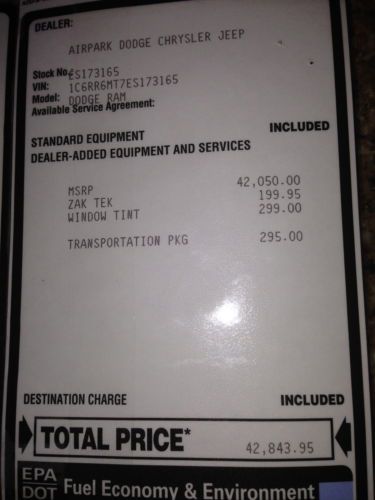 DEALER:
AIRPARK DODGE CHRYSLER JEEP
Stock No. ES173165
VIN: 1C6RR6MT7ES173165
Model: DODGE RAM
Available Service Agreement:
STANDARD EQUIPMENT INCLUDED
DEALER-ADDED EQUIPMENT AND SERVICES
MSRP 42,050.00
ZAK TEK 199.95
WINDOW TINT 299.00
TRANSPORTATION PKG 295.00
DESTINATION CHARGE INCLUDED
TOTAL PRICE* 42,843.95
EPA
DOT Fuel Economy & Environment